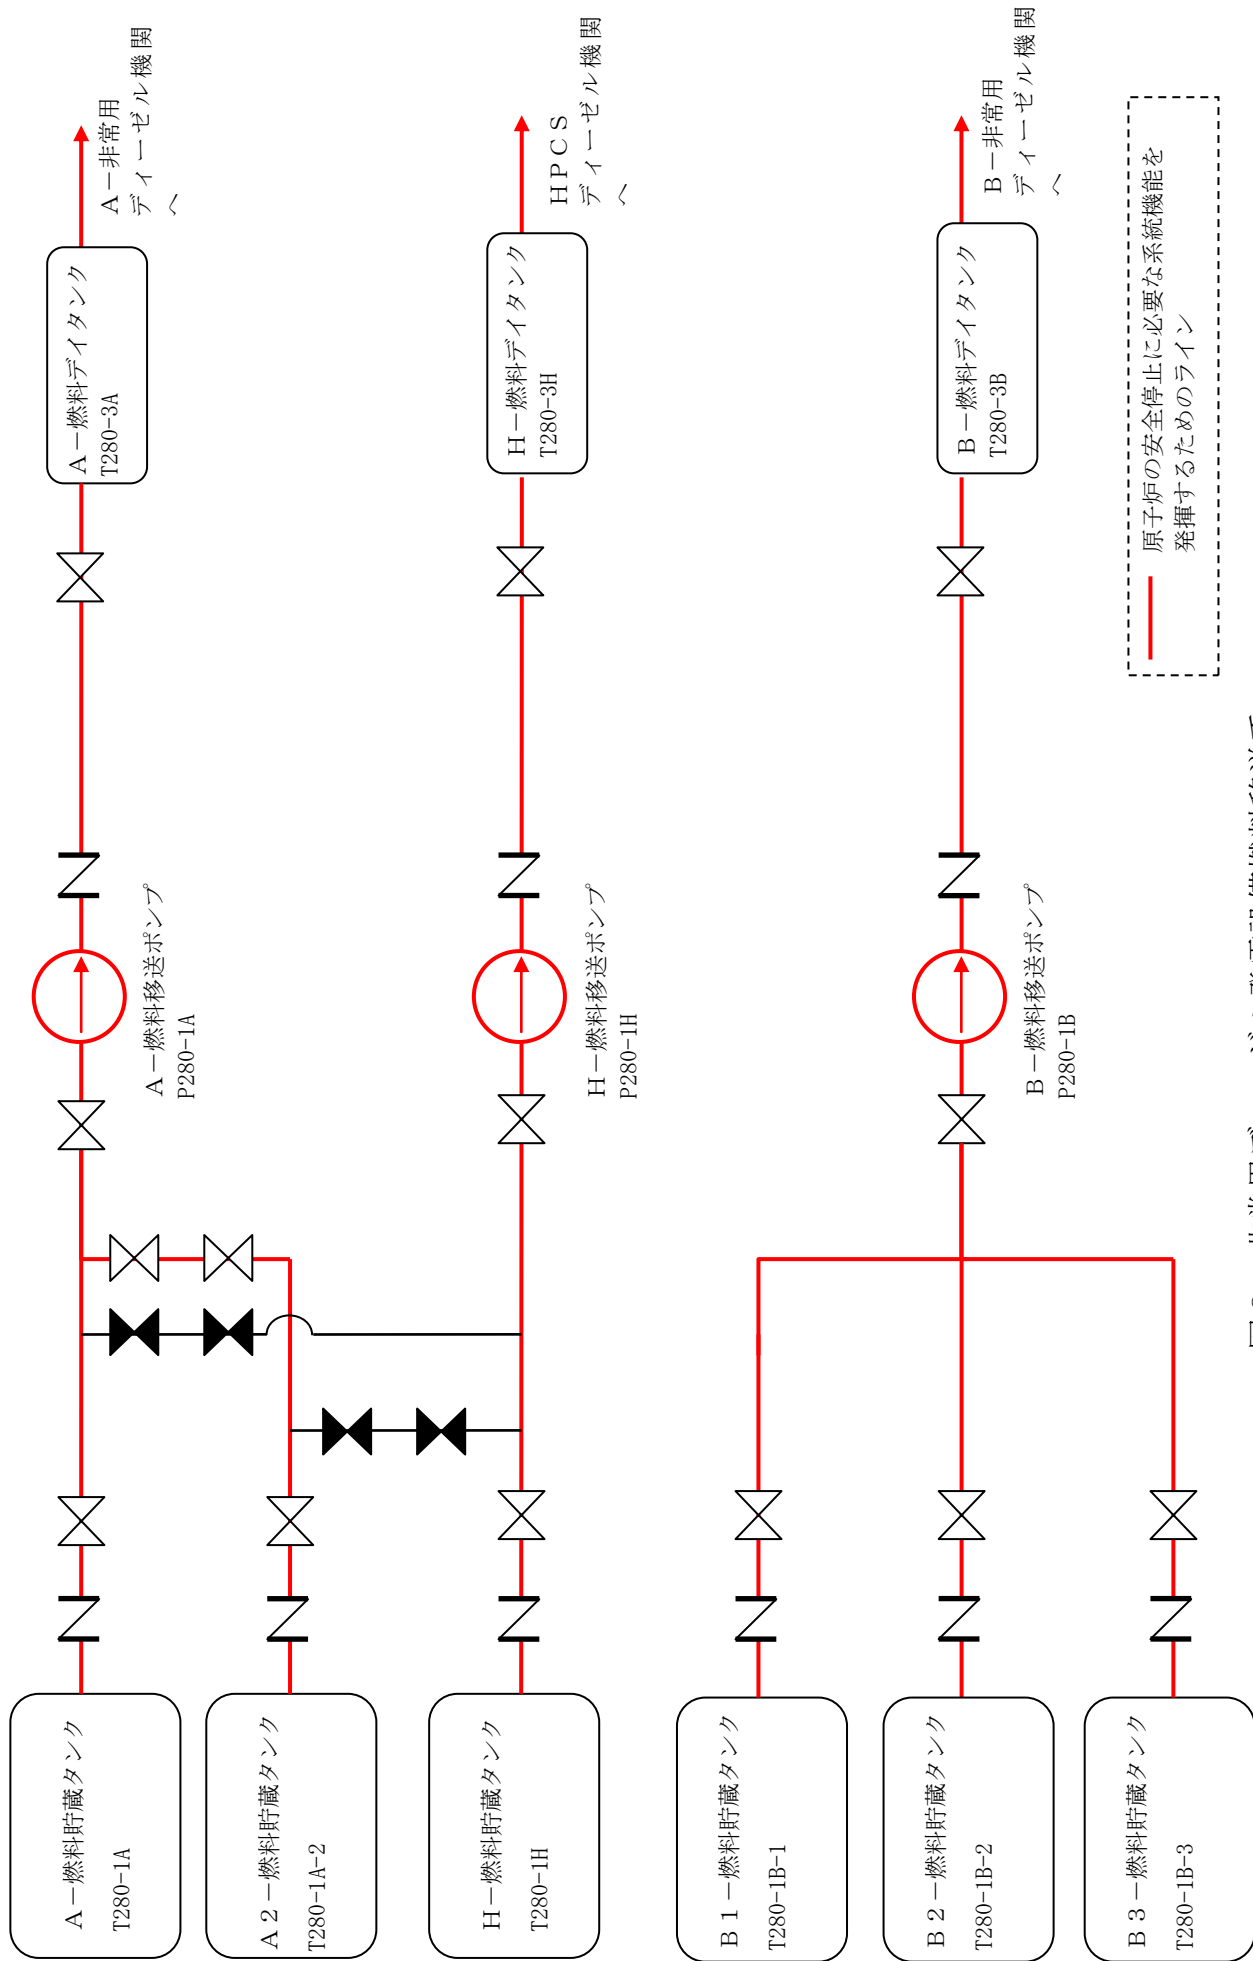 A－燃料貯蔵タンク
T280-1A
A2－燃料貯蔵タンク
T280-1A-2
H－燃料貯蔵タンク
T280-1H
B1－燃料貯蔵タンク
T280-1B-1
B2－燃料貯蔵タンク
T280-1B-2
B3－燃料貯蔵タンク
T280-1B-3
A－燃料移送ポンプ
P280-1A
H－燃料移送ポンプ
P280-1H
B－燃料移送ポンプ
P280-1B
A－燃料デイタンク
T280-3A
H－燃料デイタンク
T280-3H
B－燃料デイタンク
T280-3B
A－非常用
ディーゼル機関
へ
HPCS
ディーゼル機関
へ
B－非常用
ディーゼル機関
へ
原子炉の安全停止に必要な系統機能を
発揮するためのライン